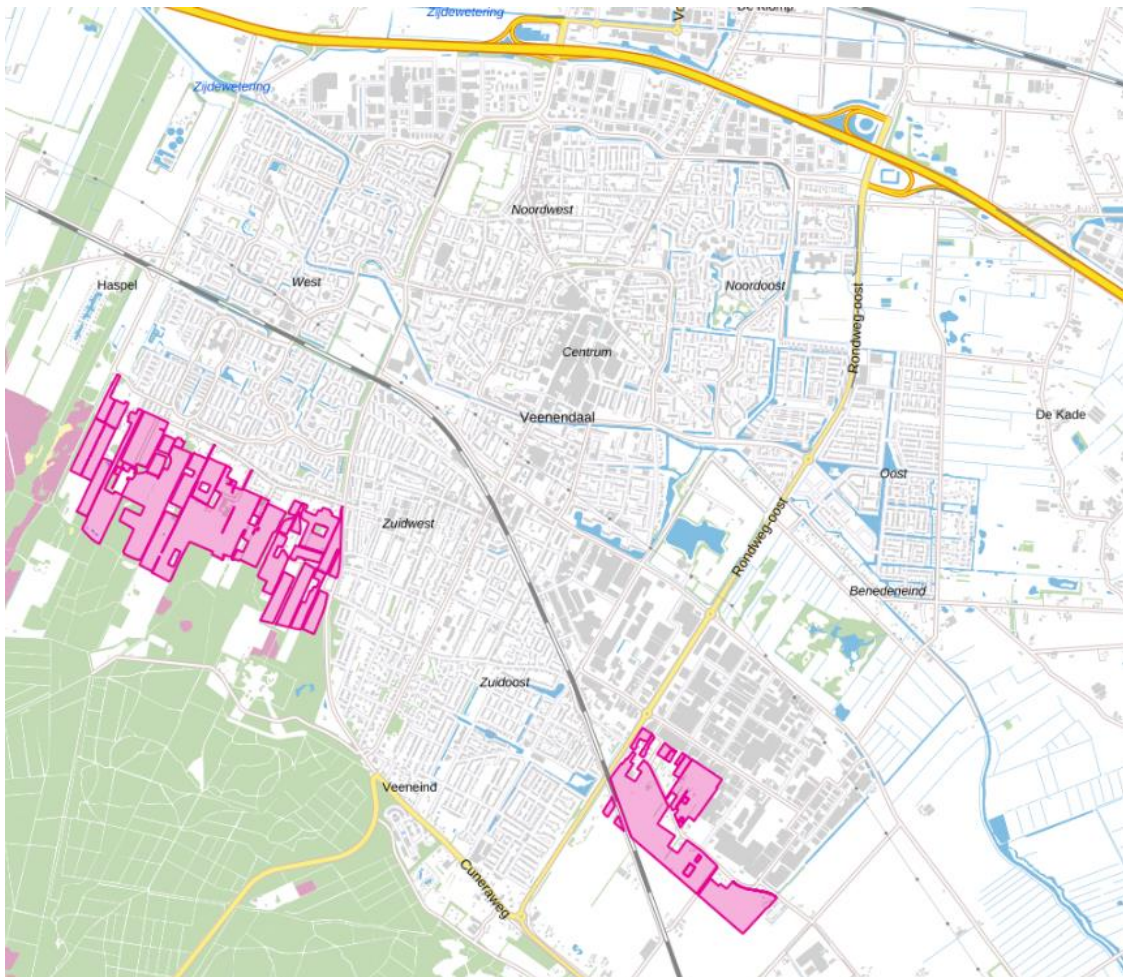 Zijdewetering
De Klomp
Zijdewetering
Noordwest
West
Haspel
Noordoost
Rondweg-oost
Centrum
Veenendaal
De Kade
Oost
Zuidwest
Rondweg-oost
Benedeneind
Zuidoost
Veeneind
Cuneraweg